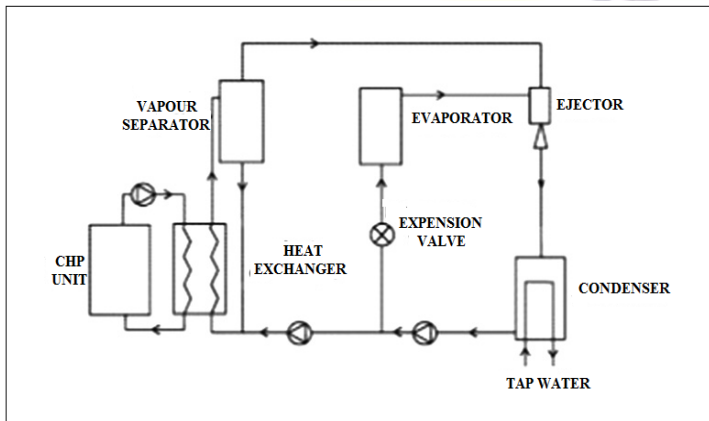 VAPOUR
SEPARATOR
EVAPORATOR
EJECTOR
EXPENSION
VALVE
HEAT
EXCHANGER
CHP
UNIT
CONDENSER
TAP WATER